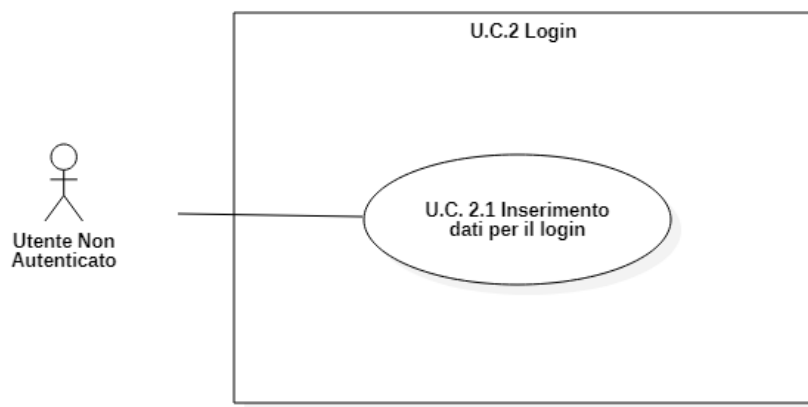 U.C.2 Login
U.C. 2.1 Inserimento
dati per il login
Utente Non
Autenticato